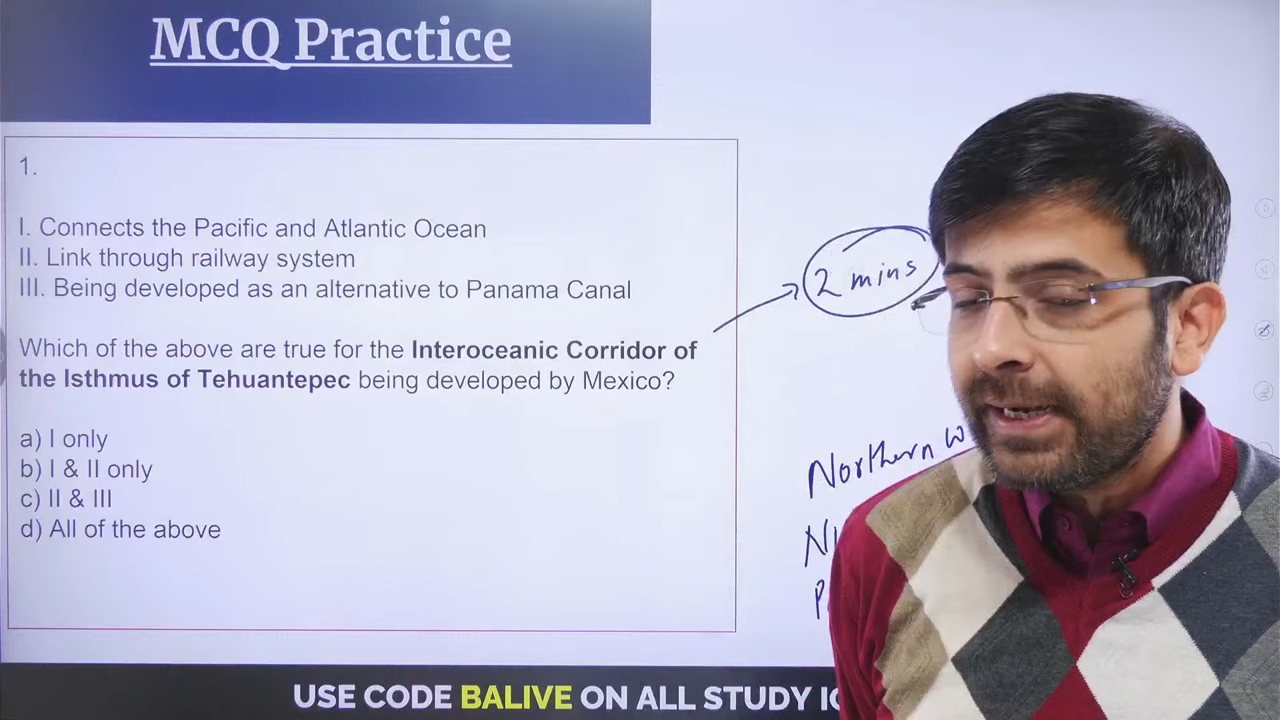 MCQ Practice
1.
I. Connects the Pacific and Atlantic Ocean
II. Link through railway system
III. Being developed as an alternative to Panama Canal
Which of the above are true for the Interoceanic Corridor of
the Isthmus of Tehuantepec being developed by Mexico?
a) I only
b) I & II only
c) II & III
d) All of the above
2 mins
Northern
USE CODE BALIVE ON ALL STUDY